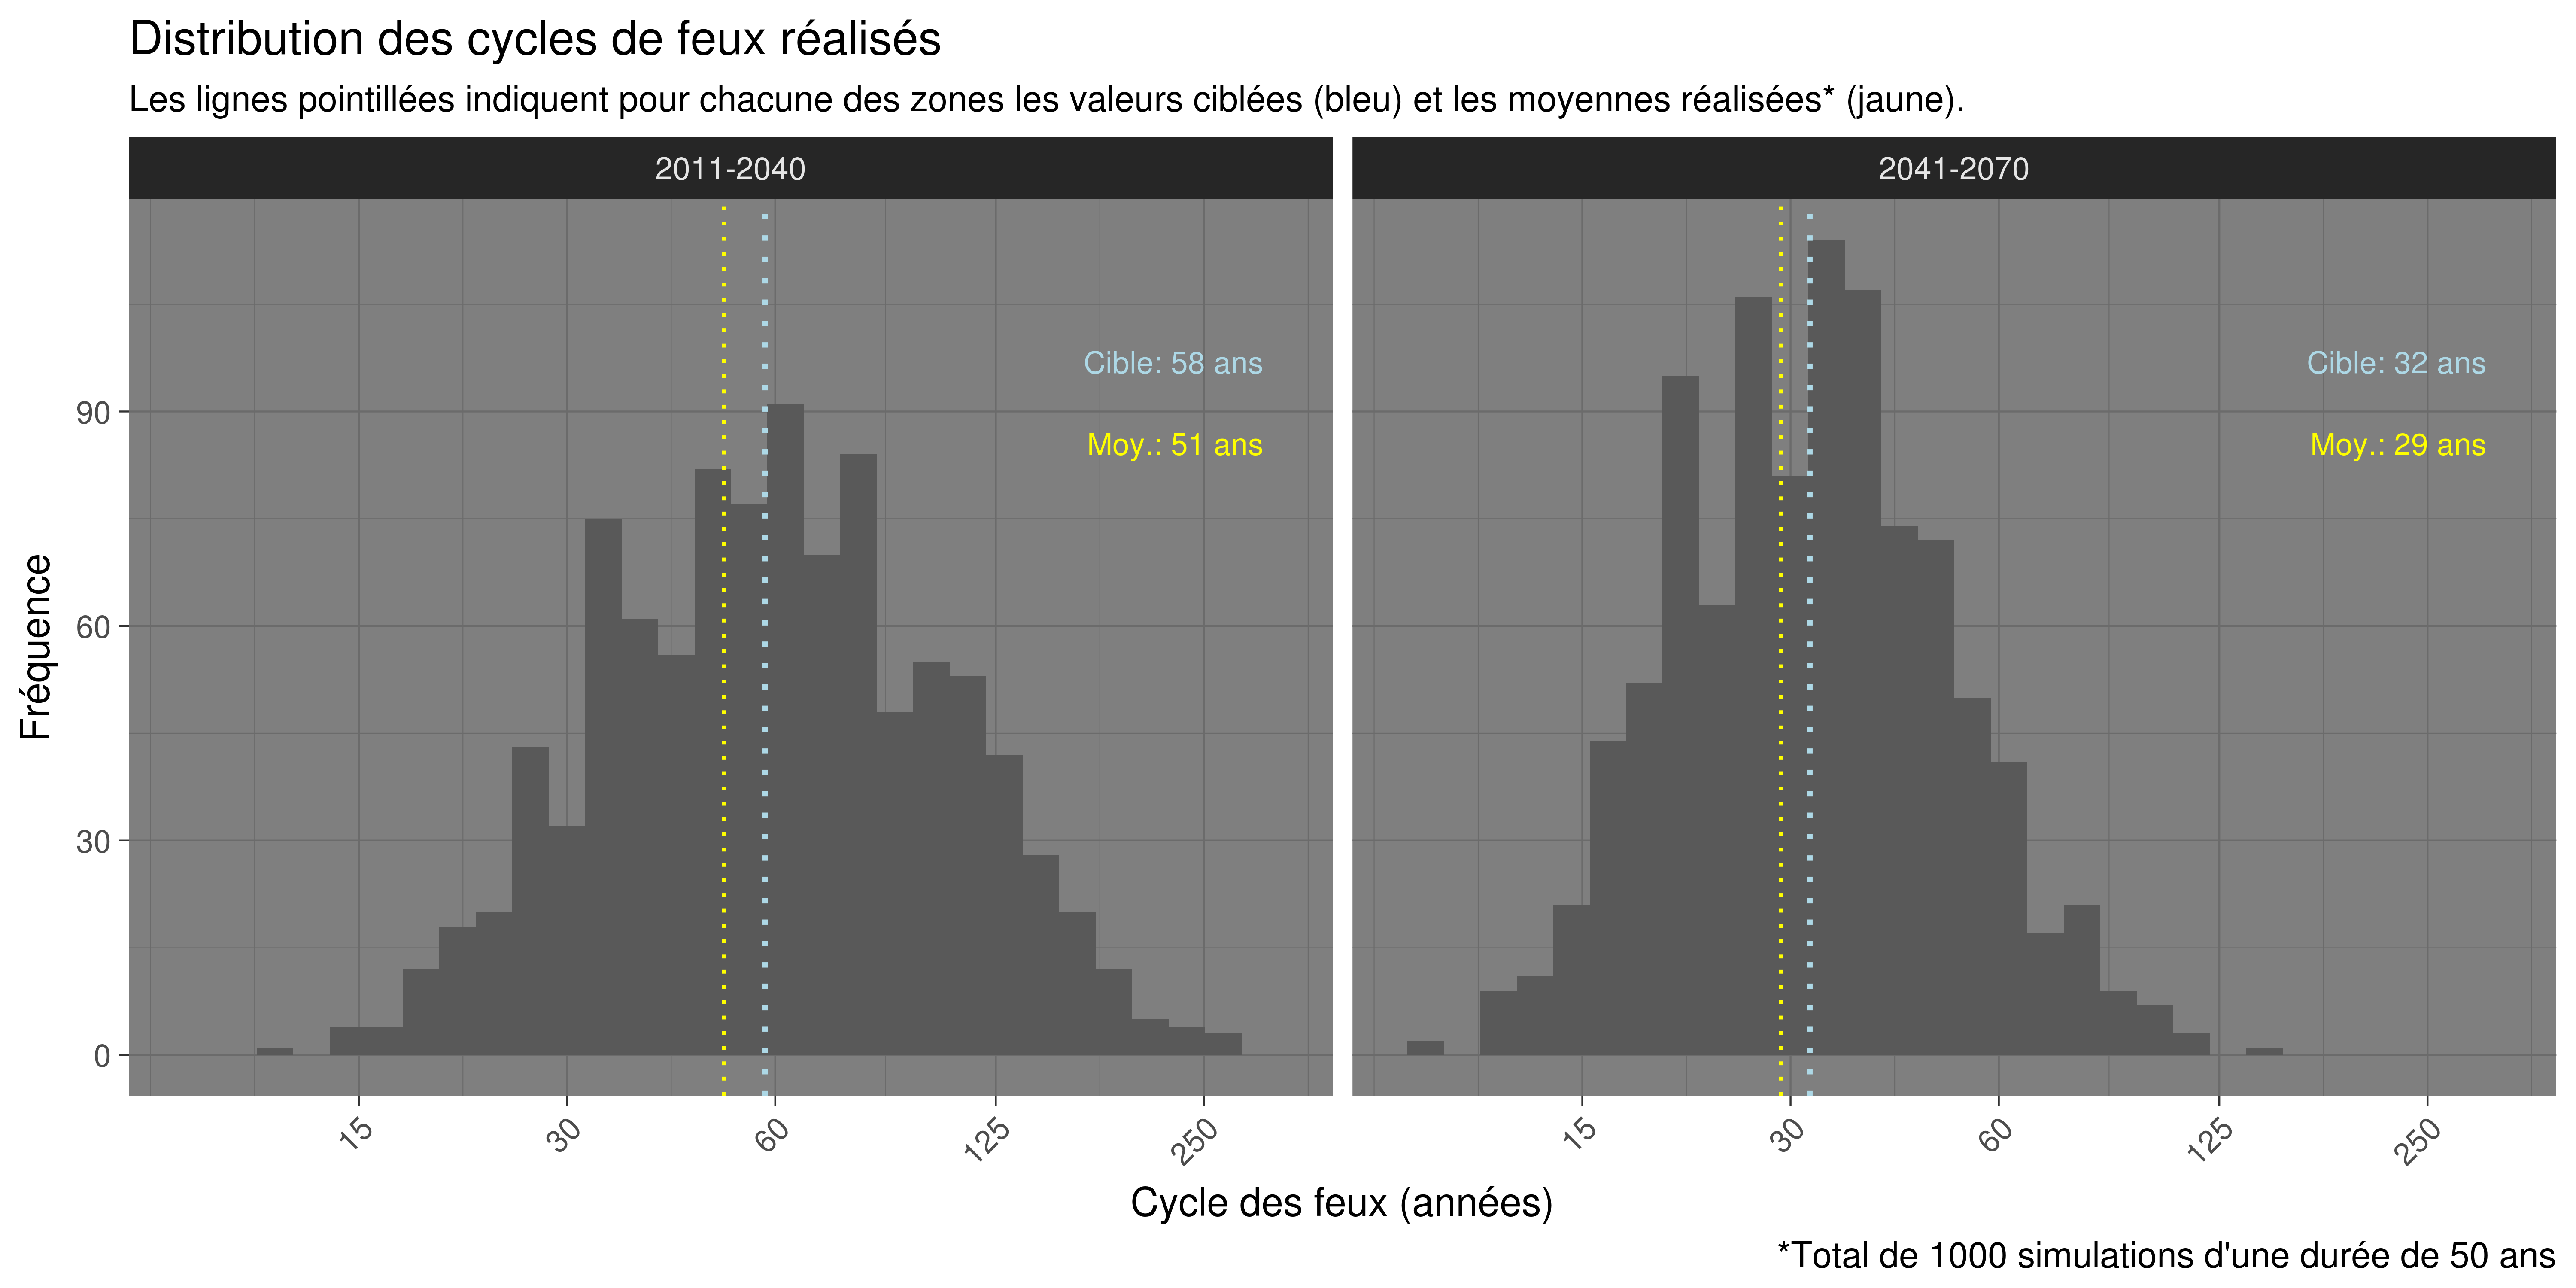 Distribution des cycles de feux réalisés
Les lignes pointillées indiquent pour chacune des zones les valeurs ciblées (bleu) et les moyennes réalisées* (jaune).
2011-2040
2041-2070
Cible: 58 ans
Moy.: 51 ans
Cible: 32 ans
Moy.: 29 ans
Fréquence
90
60
30
0
15
30
60
125
250
15
30
60
125
250
Cycle des feux (années)
*Total de 1000 simulations d'une durée de 50 ans